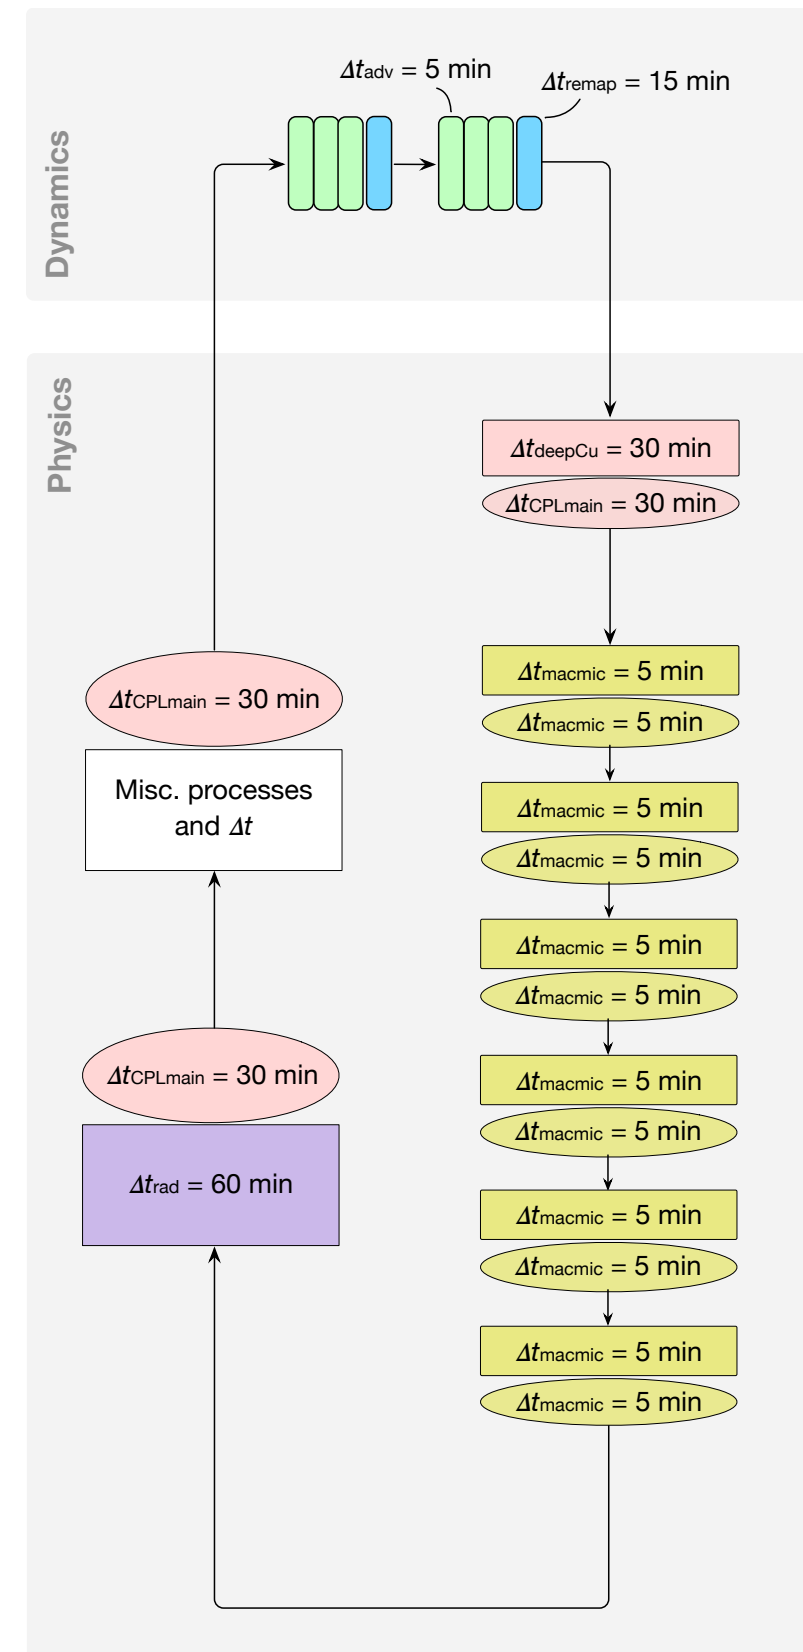 Dynamics
Δtadv = 5 min
Δtremap = 15 min
Physics
ΔtdeepCu = 30 min
ΔtCPLmain = 30 min
Δtmacmic = 5 min
Δtmacmic = 5 min
Δtmacmic = 5 min
Δtmacmic = 5 min
Δtmacmic = 5 min
Δtmacmic = 5 min
Δtmacmic = 5 min
Δtmacmic = 5 min
Δtmacmic = 5 min
Δtmacmic = 5 min
Δtmacmic = 5 min
Δtmacmic = 5 min
ΔtCPLmain = 30 min
Misc. processes
and Δt
ΔtCPLmain = 30 min
Δtrad = 60 min